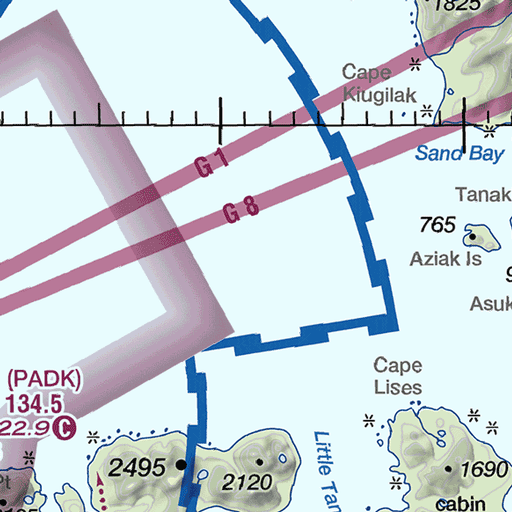 1825
Cape
Kiugilak
G 1
Sand Bay
G 8
Tanak
765
Aziak Is
Asuk
Cape
Lises
(PADK)
134.5
22.9 C
2495
2120
Little Tan
1690
cabin
Pt